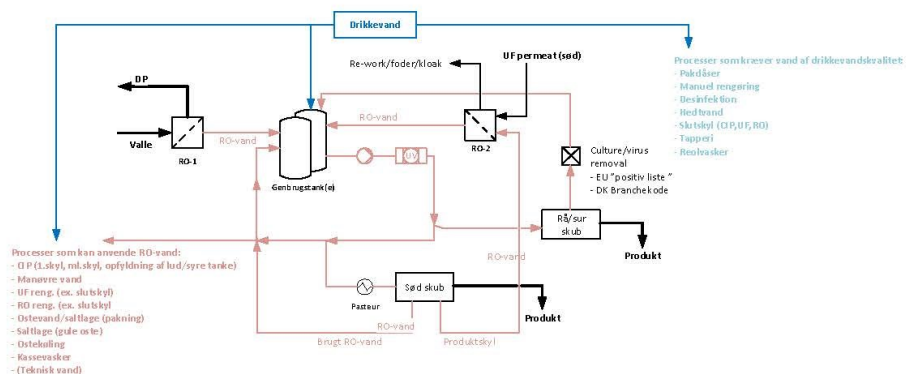 Drikkevand
DP
Valle
RO-1
RO-vand
Genbrugstank(e)
UV
Re-work/foder/kloak
UF permeat (sød)
RO-vand
RO-2
Culture/virus
removal
- EU "positiv liste"
- DK Branchekode
Rå/sur
skub
Produkt
RO-vand
Pasteur
Sød skub
Produkt
RO-vand
Brugt RO-vand
Produktskyl
Processer som kræver vand af drikkevandskvalitet:
- Pakdåser
- Manuel rengøring
- Desinfektion
- Nedtvand
- Slutskyl (CIP, UF, RO)
- Tapperi
- Reolvasker
Processer som kan anvende RO-vand:
- CIP (1.skyl, ml.skyl, opfyldning af lud/syre tanke)
- Manøvre vand
- UF reng. (ex. slutskyl)
- RO reng. (ex. slutskyl
- Ostevand/saltlage (pakning)
- Saltlage (gule oste)
- Ostekøling
- Kassevasker
- (Teknisk vand)